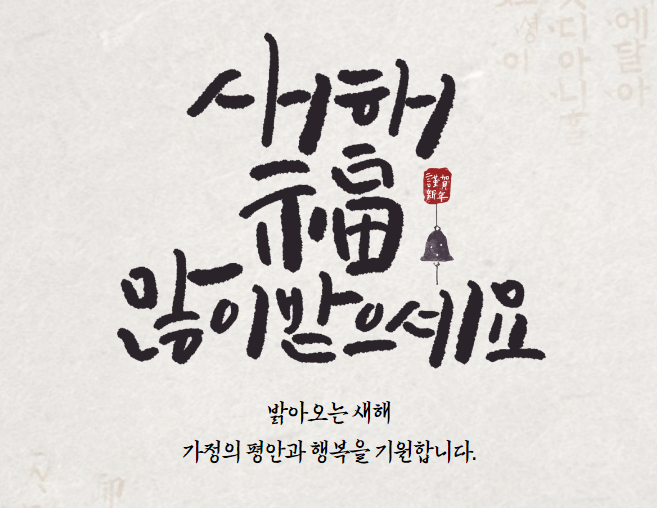 새해
福
많이받으세요
謹賀
新年
밝아오는 새해
가정의 평안과 행복을 기원합니다.